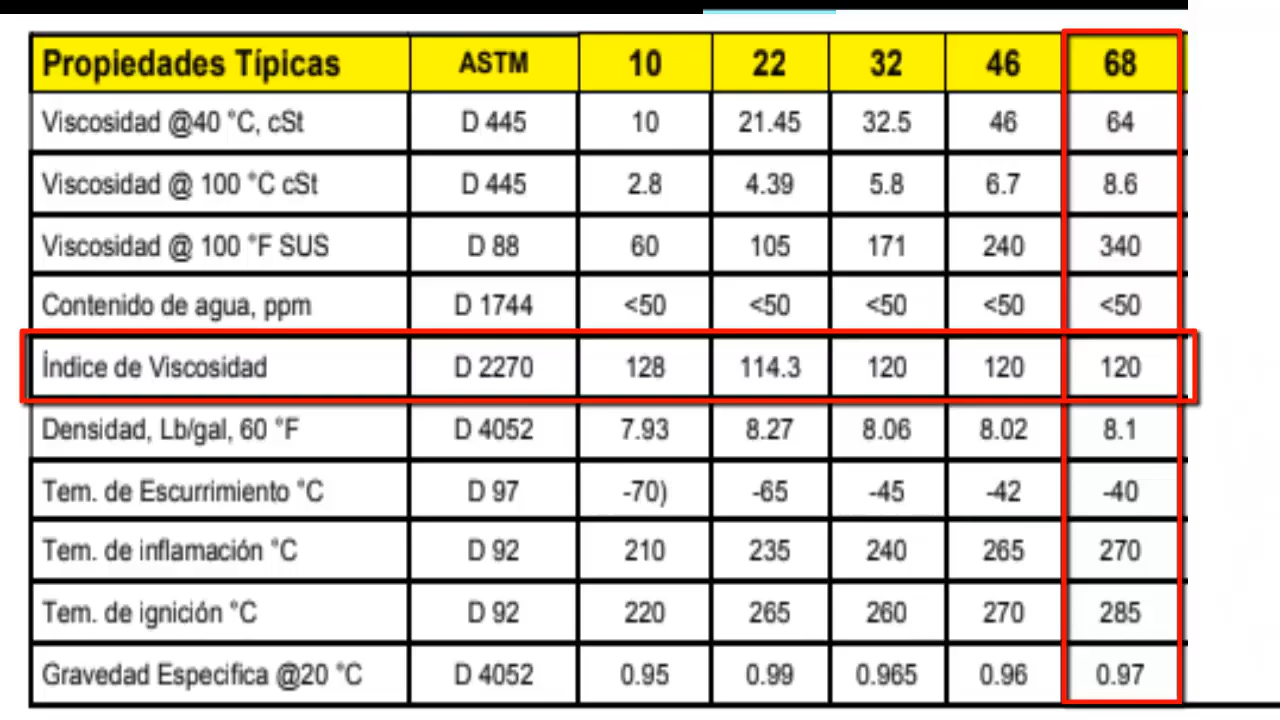 Propiedades Típicas ASTM 10 22 32 46 68
Viscosidad @40 °C, cSt D 445 10 21.45 32.5 46 64
Viscosidad @ 100 °C cSt D 445 2.8 4.39 5.8 6.7 8.6
Viscosidad @ 100 °F SUS D 88 60 105 171 240 340
Contenido de agua, ppm D 1744 <50 <50 <50 <50 <50
Índice de Viscosidad D 2270 128 114.3 120 120 120
Densidad, Lb/gal, 60 °F D 4052 7.93 8.27 8.06 8.02 8.1
Tem. de Escurrimiento °C D 97 -70) -65 -45 -42 -40
Tem. de inflamación °C D 92 210 235 240 265 270
Tem. de ignición °C D 92 220 265 260 270 285
Gravedad Especifica @20 °C D 4052 0.95 0.99 0.965 0.96 0.97